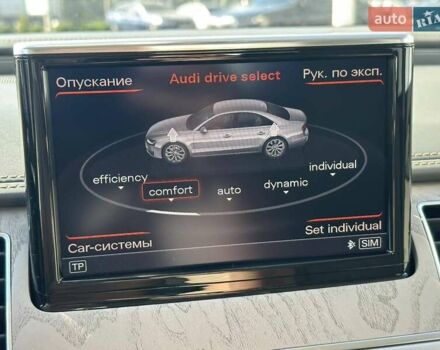 auto RIA
Опускание
Audi drive select
Рук. по эксп.
efficiency
comfort
auto
dynamic
individual
Car-системы
Set individual
TP
SIM